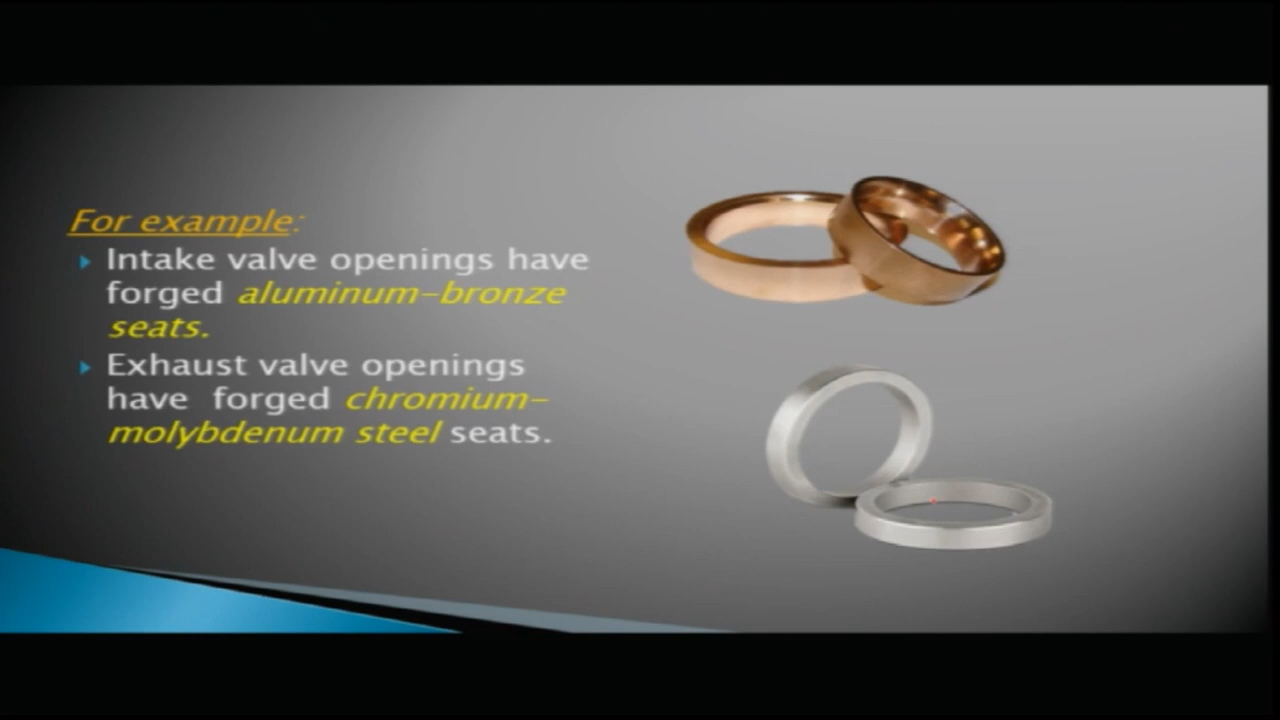 For example:
Intake valve openings have
forged aluminum-bronze
seats.
Exhaust valve openings
have forged chromium-
molybdenum steel seats.